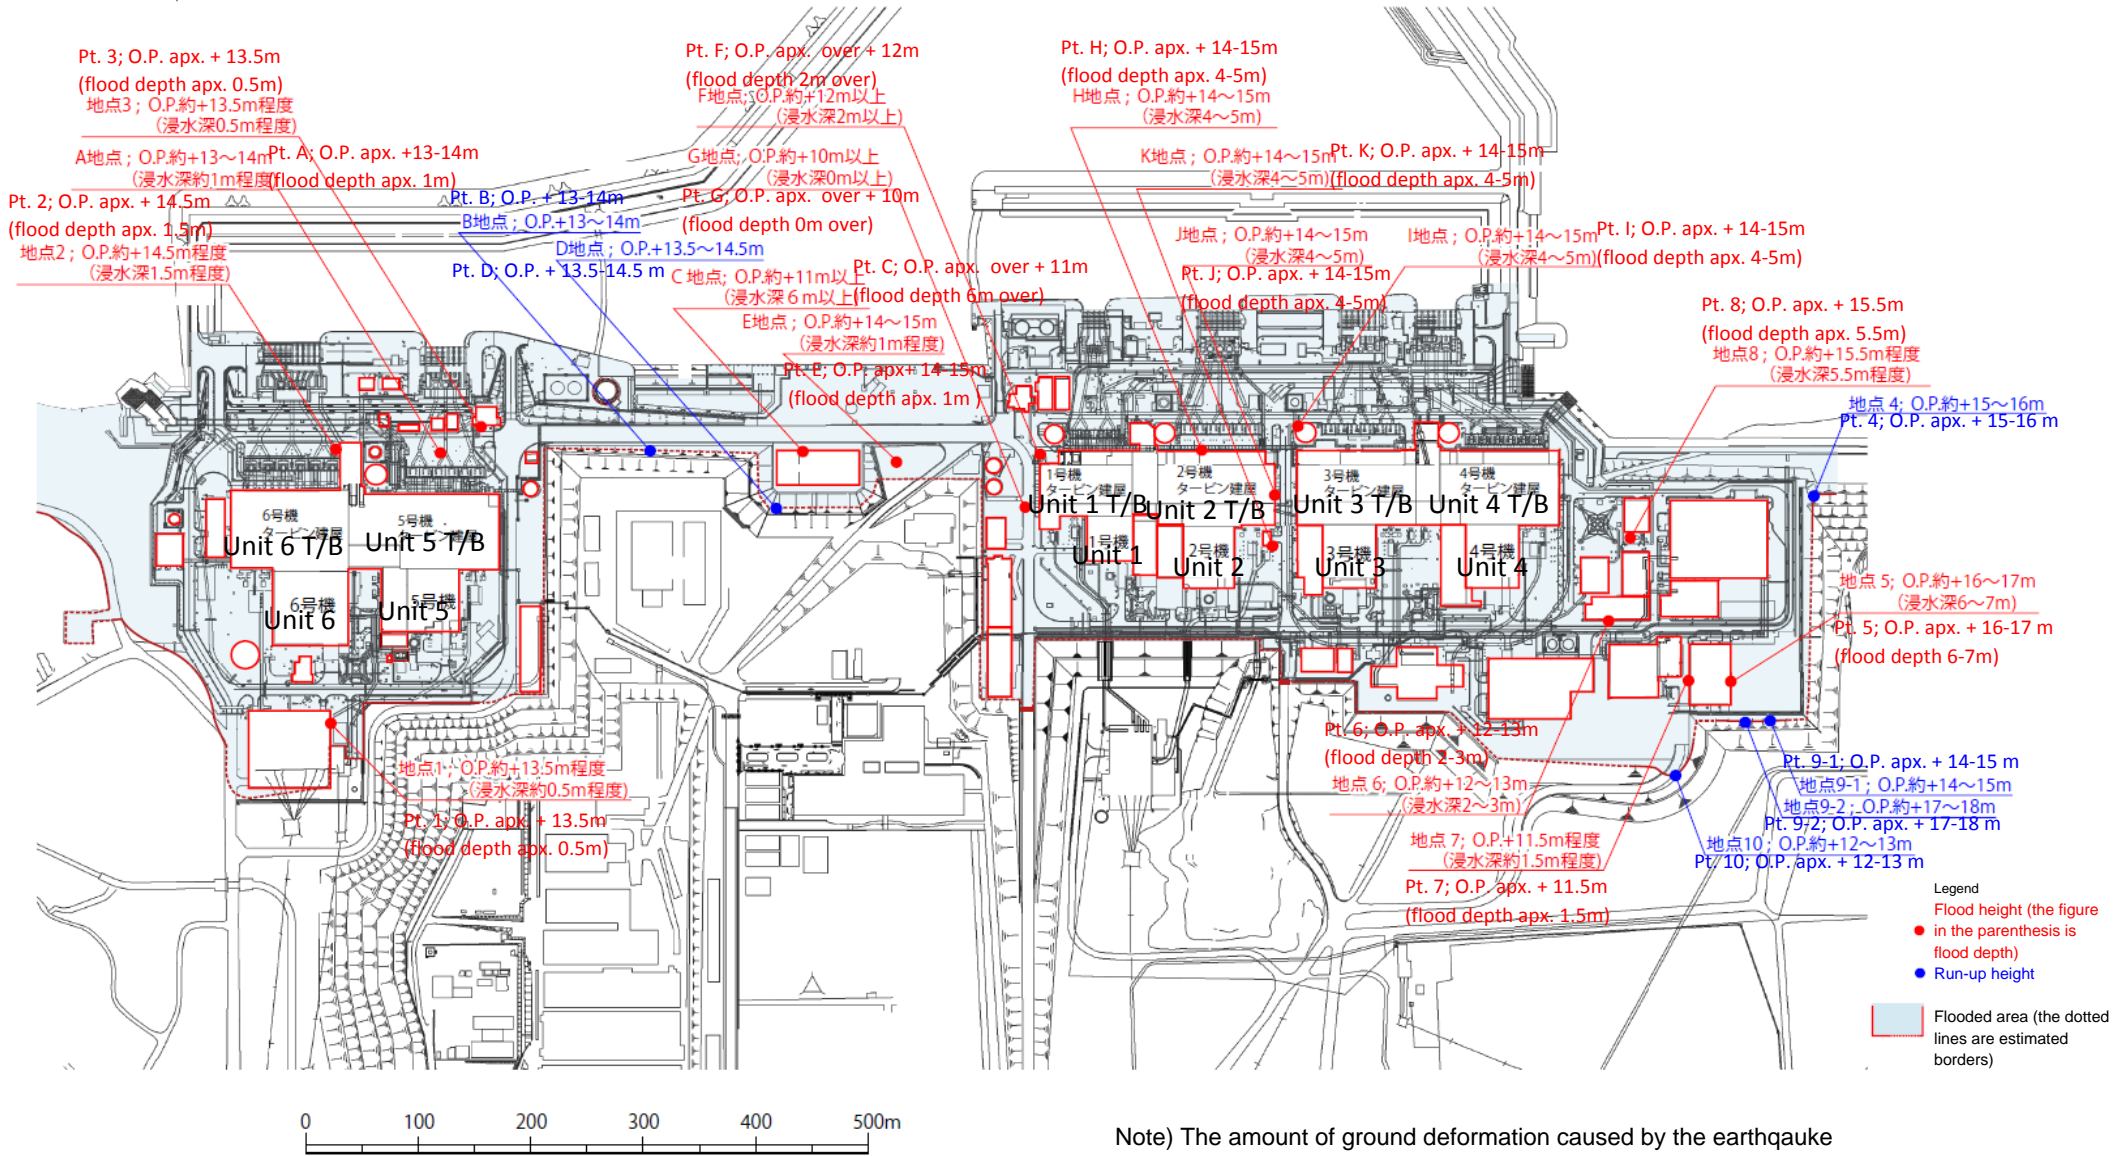 Pt. 3; O.P. apx. + 13.5m
(flood depth apx. 0.5m)
地点3 ; O.P.約+13.5m程度
(浸水深0.5m程度)
A地点 ; O.P.約+13~14m
(浸水深約1m程度)
Pt. A; O.P. apx. +13-14m
(flood depth apx. 1m)
Pt. 2; O.P. apx. + 14.5m
(flood depth apx. 1.5m)
地点2 ; O.P.約+14.5m程度
(浸水深1.5m程度)
Pt. B; O.P. + 13-14m
B地点 ; O.P.+13~14m
D地点 ; O.P.+13.5~14.5m
Pt. D; O.P. + 13.5-14.5 m
Pt. F; O.P. apx. over + 12m
(flood depth 2m over)
F地点; O.P.約+12m以上
(浸水深2m以上)
G地点; O.P.約+10m以上
(浸水深0m以上)
Pt. G; O.P. apx. over + 10m
(flood depth 0m over)
C 地点; O.P.約+11m以上
(浸水深６m以上)
Pt. C; O.P. apx. over + 11m
(flood depth 6m over)
E地点 ; O.P.約+14~15m
(浸水深約1m程度)
Pt. E; O.P. apx+ 14-15m
(flood depth apx. 1m )
Pt. H; O.P. apx. + 14-15m
(flood depth apx. 4-5m)
H地点 ; O.P.約+14~15m
(浸水深4~5m)
K地点 ; O.P.約+14~15m
(浸水深4~5m)
Pt. K; O.P. apx. + 14-15m
(flood depth apx. 4-5m)
J地点 ; O.P.約+14~15m
(浸水深4~5m)
Pt. J; O.P. apx. + 14-15m
(flood depth apx. 4-5m)
I地点 ; O.P.約+14~15m
(浸水深4~5m)
Pt. I; O.P. apx. + 14-15m
(flood depth apx. 4-5m)
Pt. 8; O.P. apx. + 15.5m
(flood depth apx. 5.5m)
地点8 ; O.P.約+15.5m程度
(浸水深5.5m程度)
地点 4; O.P.約+15~16m
Pt. 4; O.P. apx. + 15-16 m
6号機
タービン建屋
Unit 6 T/B
5号機
タービン建屋
Unit 5 T/B
1号機
タービン建屋
Unit 1 T/B
2号機
タービン建屋
Unit 2 T/B
3号機
タービン建屋
Unit 3 T/B
4号機
タービン建屋
Unit 4 T/B
6号機
Unit 6
5号機
Unit 5
1号機
Unit 1
2号機
Unit 2
3号機
Unit 3
4号機
Unit 4
地点 5; O.P.約+16~17m
(浸水深6~7m)
Pt. 5; O.P. apx. + 16-17 m
(flood depth 6-7m)
地点1 ; O.P.約+13.5m程度
(浸水深約0.5m程度)
Pt. 1; O.P. apx. + 13.5m
(flood depth apx. 0.5m)
Pt. 6; O.P. apx. + 12-13m
(flood depth 2-3m)
地点 6; O.P.約+12~13m
(浸水深2~3m)
地点 7; O.P.+11.5m程度
(浸水深約1.5m程度)
Pt. 7; O.P. apx. + 11.5m
(flood depth apx. 1.5m)
Pt. 9-1; O.P. apx. + 14-15 m
地点9-1 ; O.P.約+14~15m
地点9-2 ; O.P.約+17~18m
Pt. 9-2; O.P. apx. + 17-18 m
地点10 ; O.P.約+12~13m
Pt. 10; O.P. apx. + 12-13 m
Legend
Flood height (the figure
in the parenthesis is
flood depth)
Run-up height
Flooded area (the dotted
lines are estimated
borders)
0 100 200 300 400 500m
Note) The amount of ground deformation caused by the earthqauke